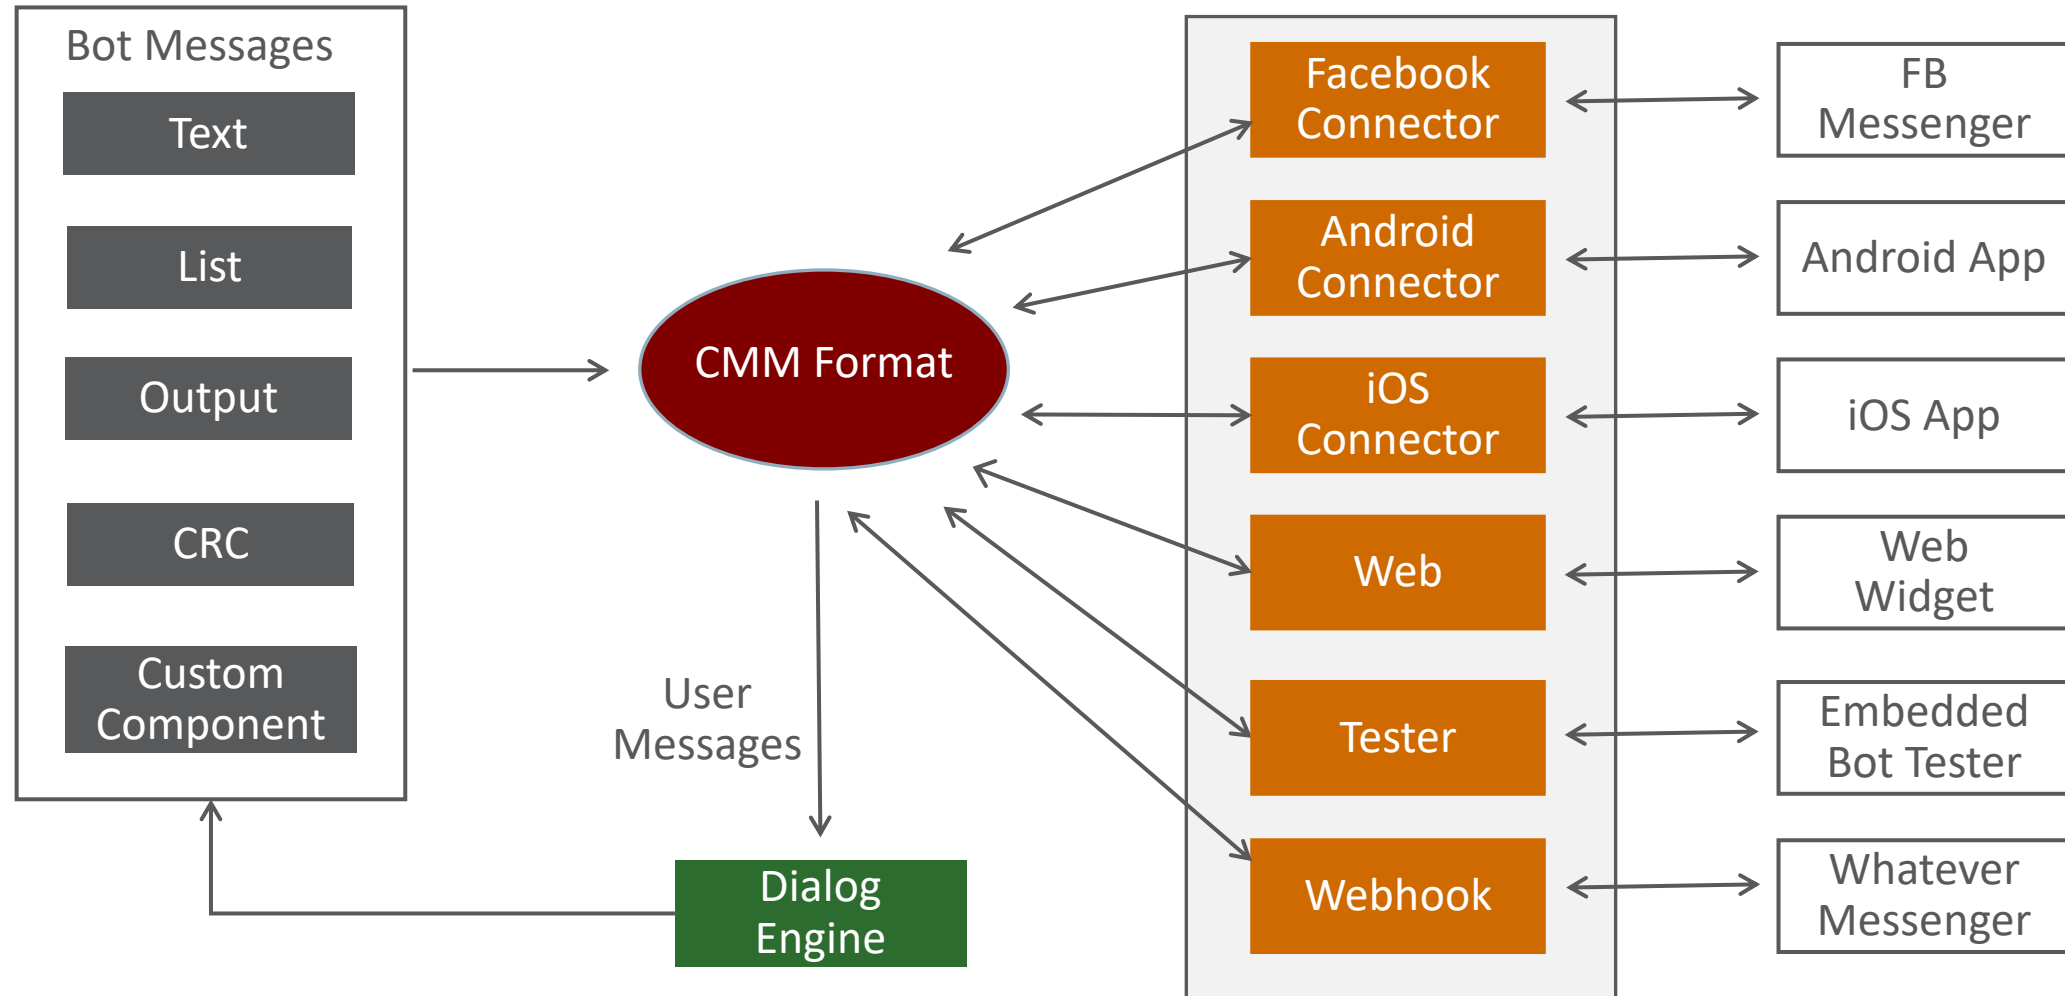 Bot Messages
Text
List
Output
CRC
Custom
Component
CMM Format
User
Messages
Dialog
Engine
Facebook
Connector
Android
Connector
iOS
Connector
Web
Tester
Webhook
FB
Messenger
Android App
iOS App
Web
Widget
Embedded
Bot Tester
Whatever
Messenger